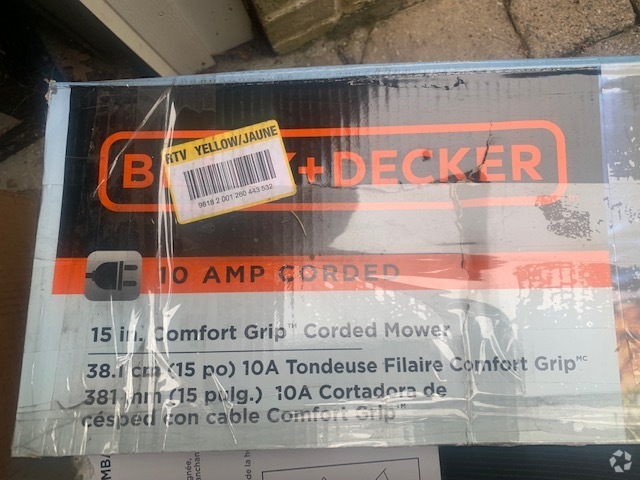 RTV YELLOW/JAUNE
9818 2 001 260 443 532
+DECKER
10 AMP CORDED
15 in. Comfort Grip™ Corded Mower
38.1 cm (15 po) 10A Tondeuse Filaire Comfort Grip MC
381 mm (15 pulg.) 10A Cortadora de
césped con cable Comfort Grip™